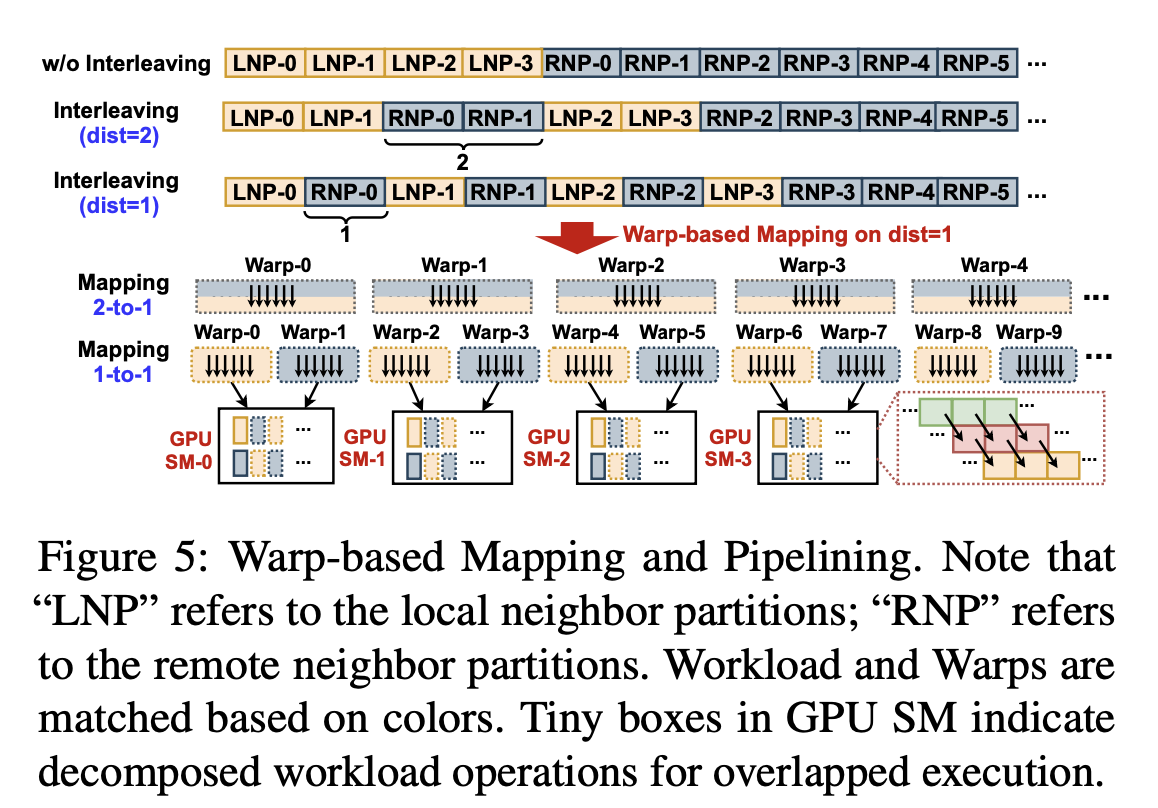 w/o Interleaving LNP-0 LNP-1 LNP-2 LNP-3 RNP-0 RNP-1 RNP-2 RNP-3 RNP-4 RNP-5 ...
Interleaving
(dist=2)
LNP-0 LNP-1 RNP-0 RNP-1 LNP-2 LNP-3 RNP-2 RNP-3 RNP-4 RNP-5 ...
2
Interleaving
(dist=1)
LNP-0 RNP-0 LNP-1 RNP-1 LNP-2 RNP-2 LNP-3 RNP-3 RNP-4 RNP-5 ...
1
Warp-based Mapping on dist=1
Mapping
2-to-1
Warp-0 Warp-1 Warp-2 Warp-3 Warp-4
...
Mapping
1-to-1
Warp-0 Warp-1 Warp-2 Warp-3 Warp-4 Warp-5 Warp-6 Warp-7 Warp-8 Warp-9
...
GPU
SM-0
...
...
GPU
SM-1
...
...
GPU
SM-2
...
...
GPU
SM-3
...
...
... ...
... ...
... ...
Figure 5: Warp-based Mapping and Pipelining. Note that
“LNP” refers to the local neighbor partitions; “RNP” refers
to the remote neighbor partitions. Workload and Warps are
matched based on colors. Tiny boxes in GPU SM indicate
decomposed workload operations for overlapped execution.